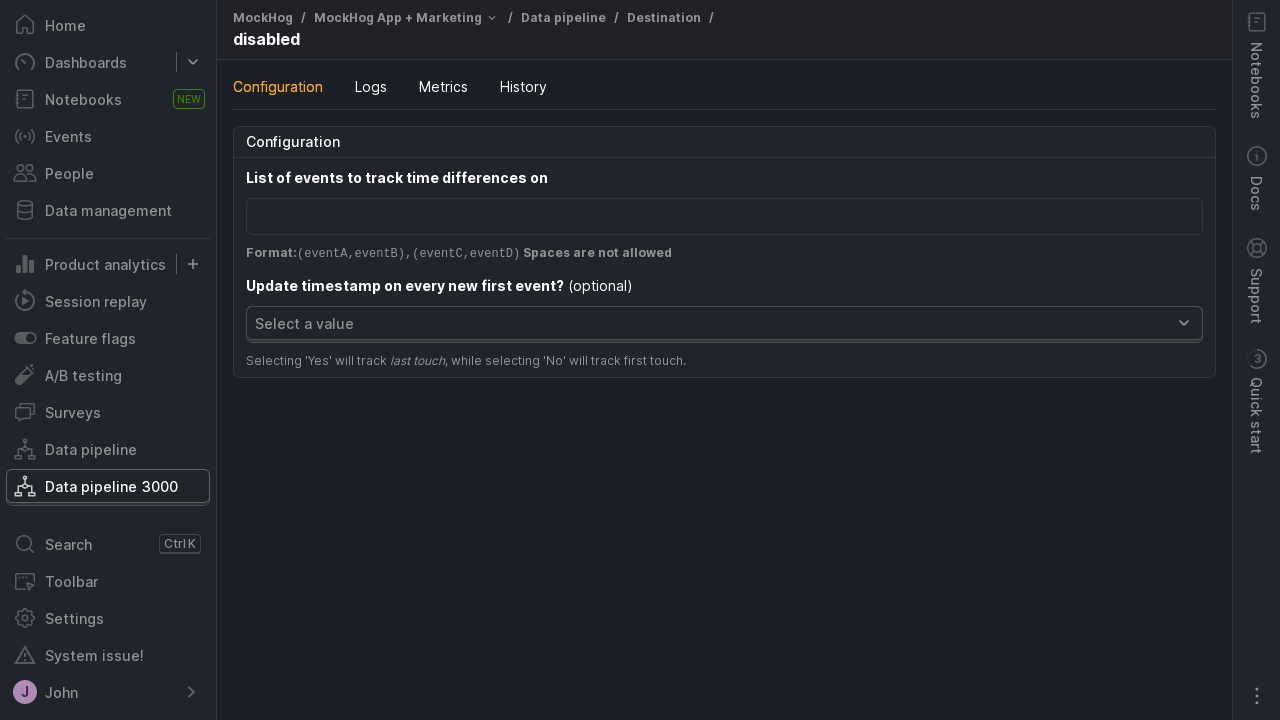 Home
Dashboards
Notebooks NEW
Events
People
Data management
Product analytics
Session replay
Feature flags
A/B testing
Surveys
Data pipeline
Data pipeline 3000
Search Ctrl K
Toolbar
Settings
System issue!
J John
MockHog / MockHog App + Marketing / Data pipeline / Destination /
disabled
Configuration Logs Metrics History
Configuration
List of events to track time differences on
Format:(eventA,eventB),(eventC,eventD) Spaces are not allowed
Update timestamp on every new first event? (optional)
Select a value
Selecting 'Yes' will track last touch, while selecting 'No' will track first touch.
Notebooks
Docs
Support
3 Quick start